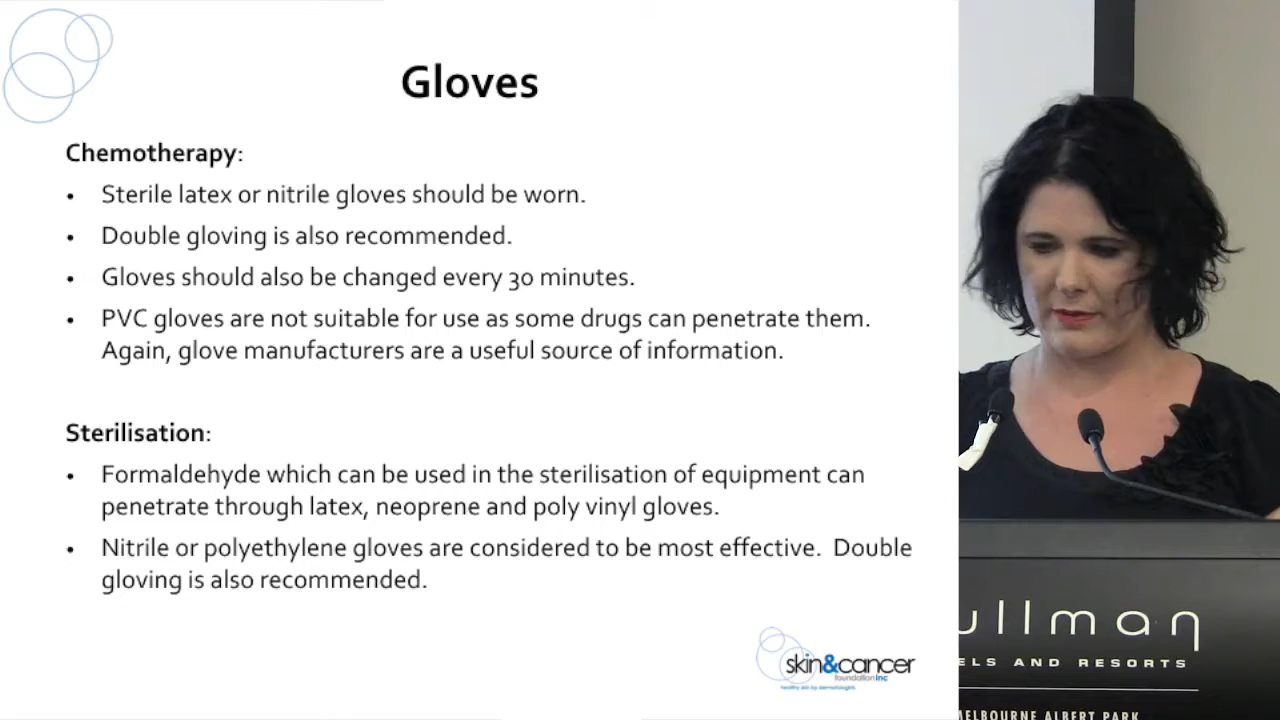 Gloves
Chemotherapy:
• Sterile latex or nitrile gloves should be worn.
• Double gloving is also recommended.
• Gloves should also be changed every 30 minutes.
• PVC gloves are not suitable for use as some drugs can penetrate them.
Again, glove manufacturers are a useful source of information.
Sterilisation:
• Formaldehyde which can be used in the sterilisation of equipment can
penetrate through latex, neoprene and poly vinyl gloves.
• Nitrile or polyethylene gloves are considered to be most effective.  Double
gloving is also recommended.
skin&cancer
foundation inc
healthy skin by dermatologists
ullman
ELS AND RESORTS
MELBOURNE ALBERT PARK